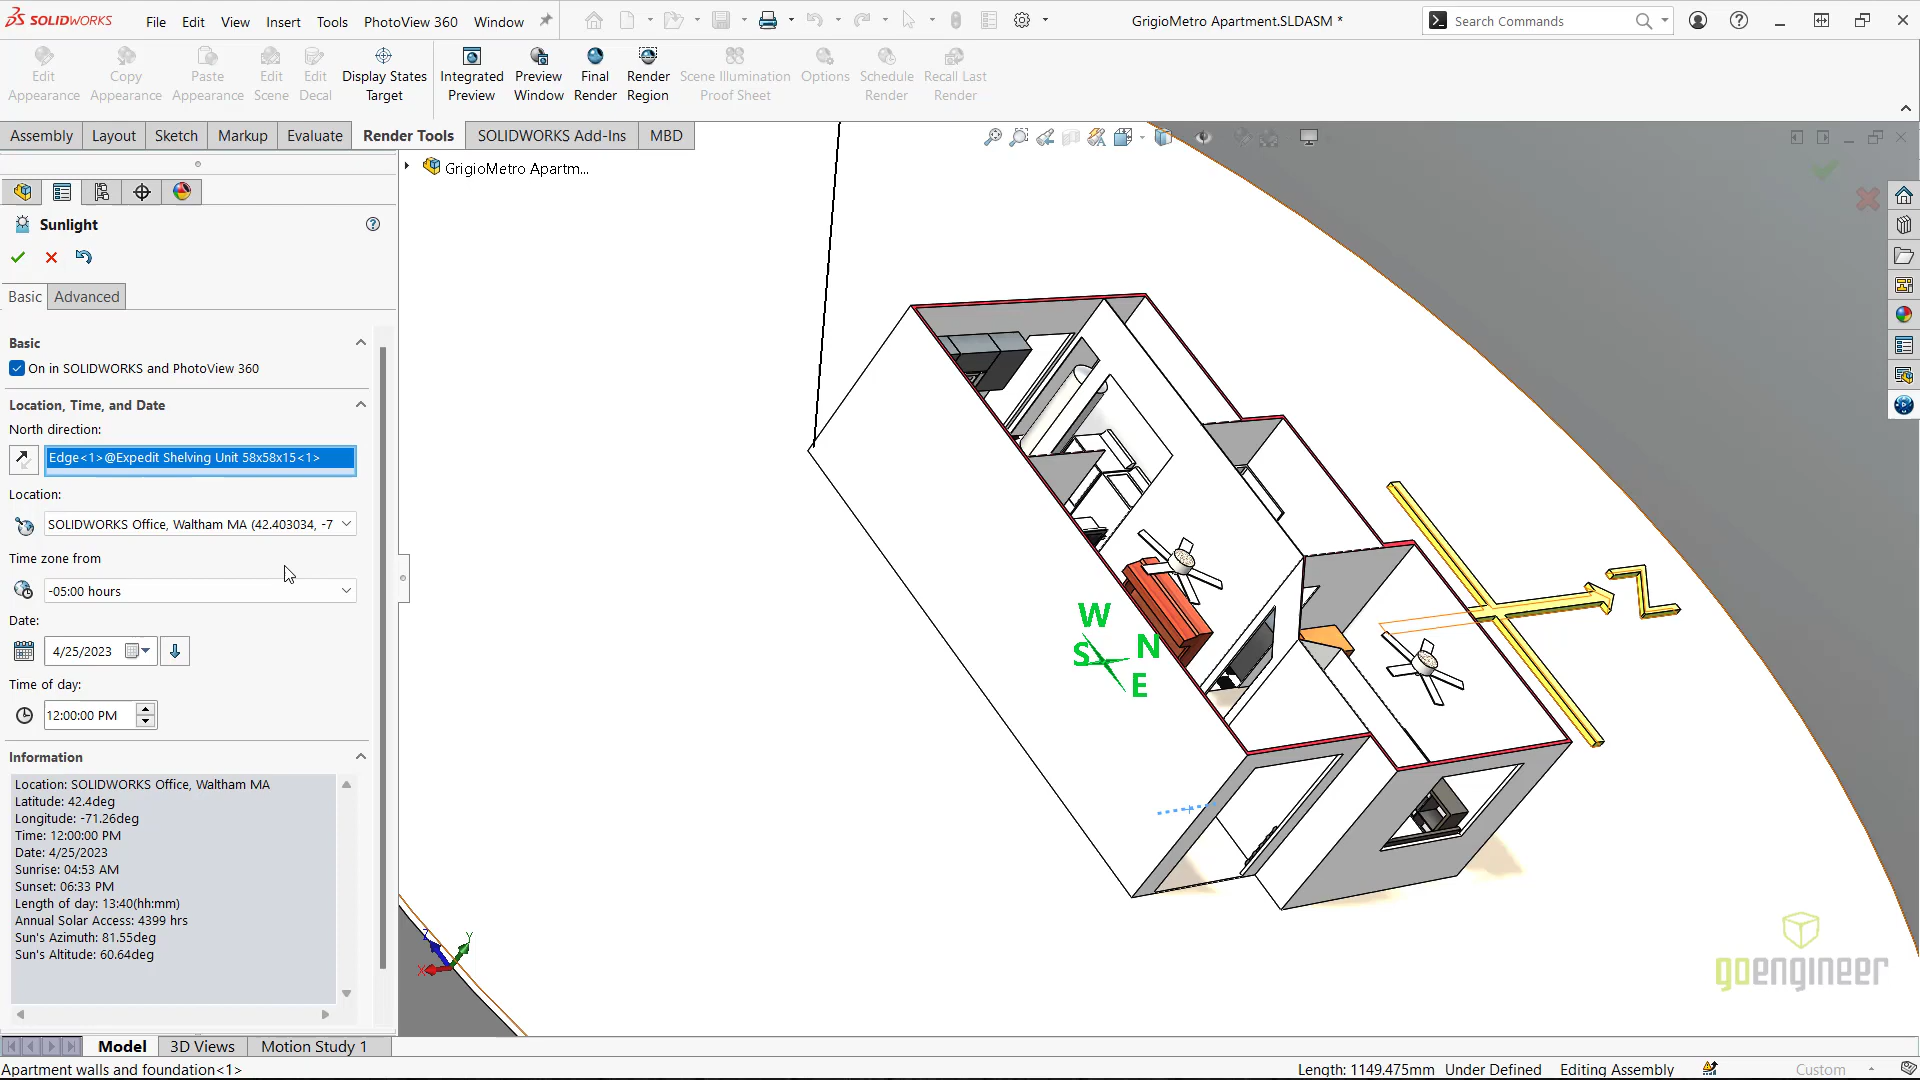 SOLIDWORKS File Edit View Insert Tools PhotoView 360 Window GrigioMetro Apartment.SLDASM * Search Commands
Edit Appearance
Copy Appearance
Paste Appearance
Edit Scene
Edit Decal
Display States Target
Integrated Preview
Preview Window
Final Render
Render Region
Scene Illumination Proof Sheet
Options
Schedule Render
Recall Last Render
Assembly Layout Sketch Markup Evaluate Render Tools SOLIDWORKS Add-Ins MBD
GrigioMetro Apartm...
Sunlight
Basic Advanced
Basic
On in SOLIDWORKS and PhotoView 360
Location, Time, and Date
North direction:
Edge<1>@Expedit Shelving Unit 58x58x15<1>
Location:
SOLIDWORKS Office, Waltham MA (42.403034, -7
Time zone from
-05:00 hours
Date:
4/25/2023
Time of day:
12:00:00 PM
Information
Location: SOLIDWORKS Office, Waltham MA
Latitude: 42.4deg
Longitude: -71.26deg
Time: 12:00:00 PM
Date: 4/25/2023
Sunrise: 04:53 AM
Sunset: 06:33 PM
Length of day: 13:40(hh:mm)
Annual Solar Access: 4399 hrs
Sun's Azimuth: 81.55deg
Sun's Altitude: 60.64deg
W
S N
E
N
Z Y
X
goengineer
Model 3D Views Motion Study 1
Apartment walls and foundation<1> Length: 1149.475mm Under Defined Editing Assembly Custom